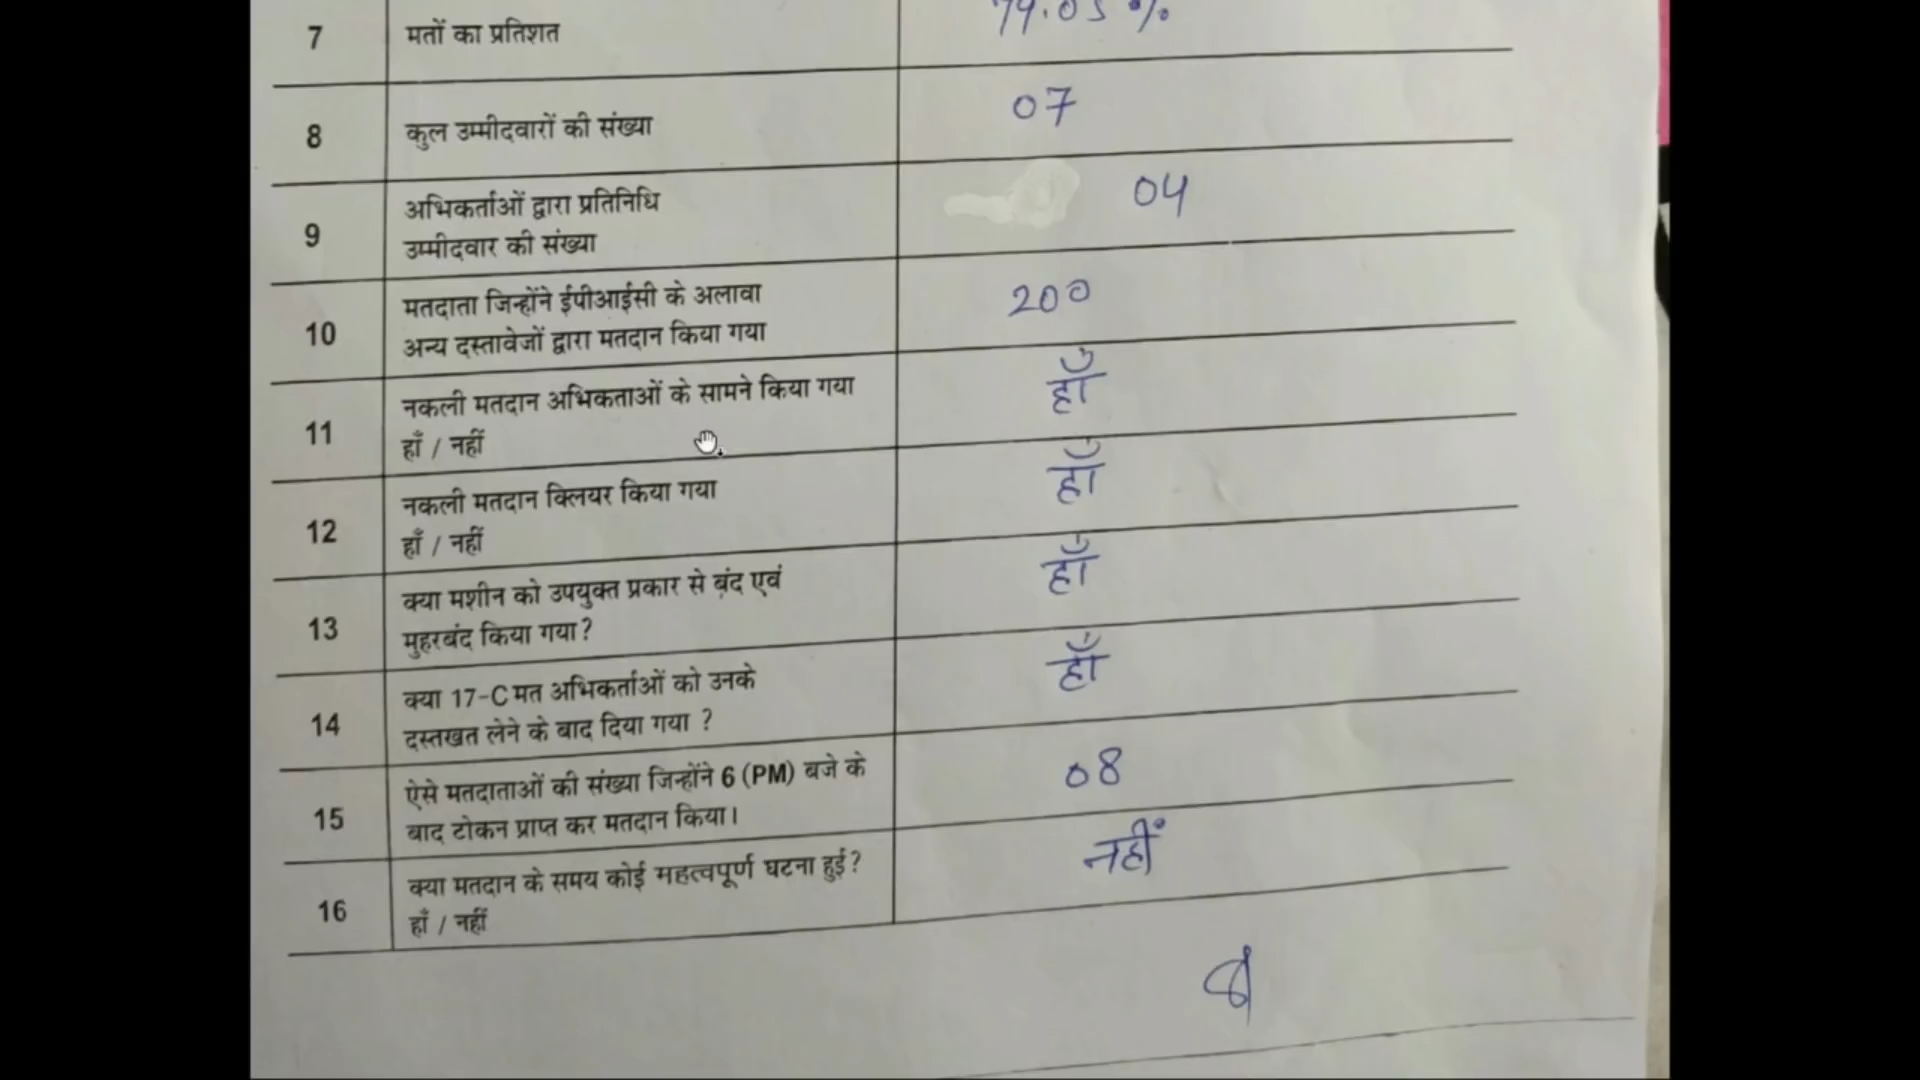 7 मतों का प्रतिशत
8 कुल उम्मीदवारों की संख्या 07
9 अभिकर्ताओं द्वारा प्रतिनिधि
उम्मीदवार की संख्या 04
10 मतदाता जिन्होंने ईपीआईसी के अलावा
अन्य दस्तावेजों द्वारा मतदान किया गया 200
11 नकली मतदान अभिकताओं के सामने किया गया
हाँ / नहीं हाँ
12 नकली मतदान क्लियर किया गया
हाँ / नहीं हाँ
13 क्या मशीन को उपयुक्त प्रकार से बंद एवं
मुहरबंद किया गया? हाँ
14 क्या 17-C मत अभिकर्ताओं को उनके
दस्तखत लेने के बाद दिया गया ? हाँ
15 ऐसे मतदाताओं की संख्या जिन्होंने 6 (PM) बजे के
बाद टोकन प्राप्त कर मतदान किया। 08
16 क्या मतदान के समय कोई महत्वपूर्ण घटना हुई?
हाँ / नहीं नहीं